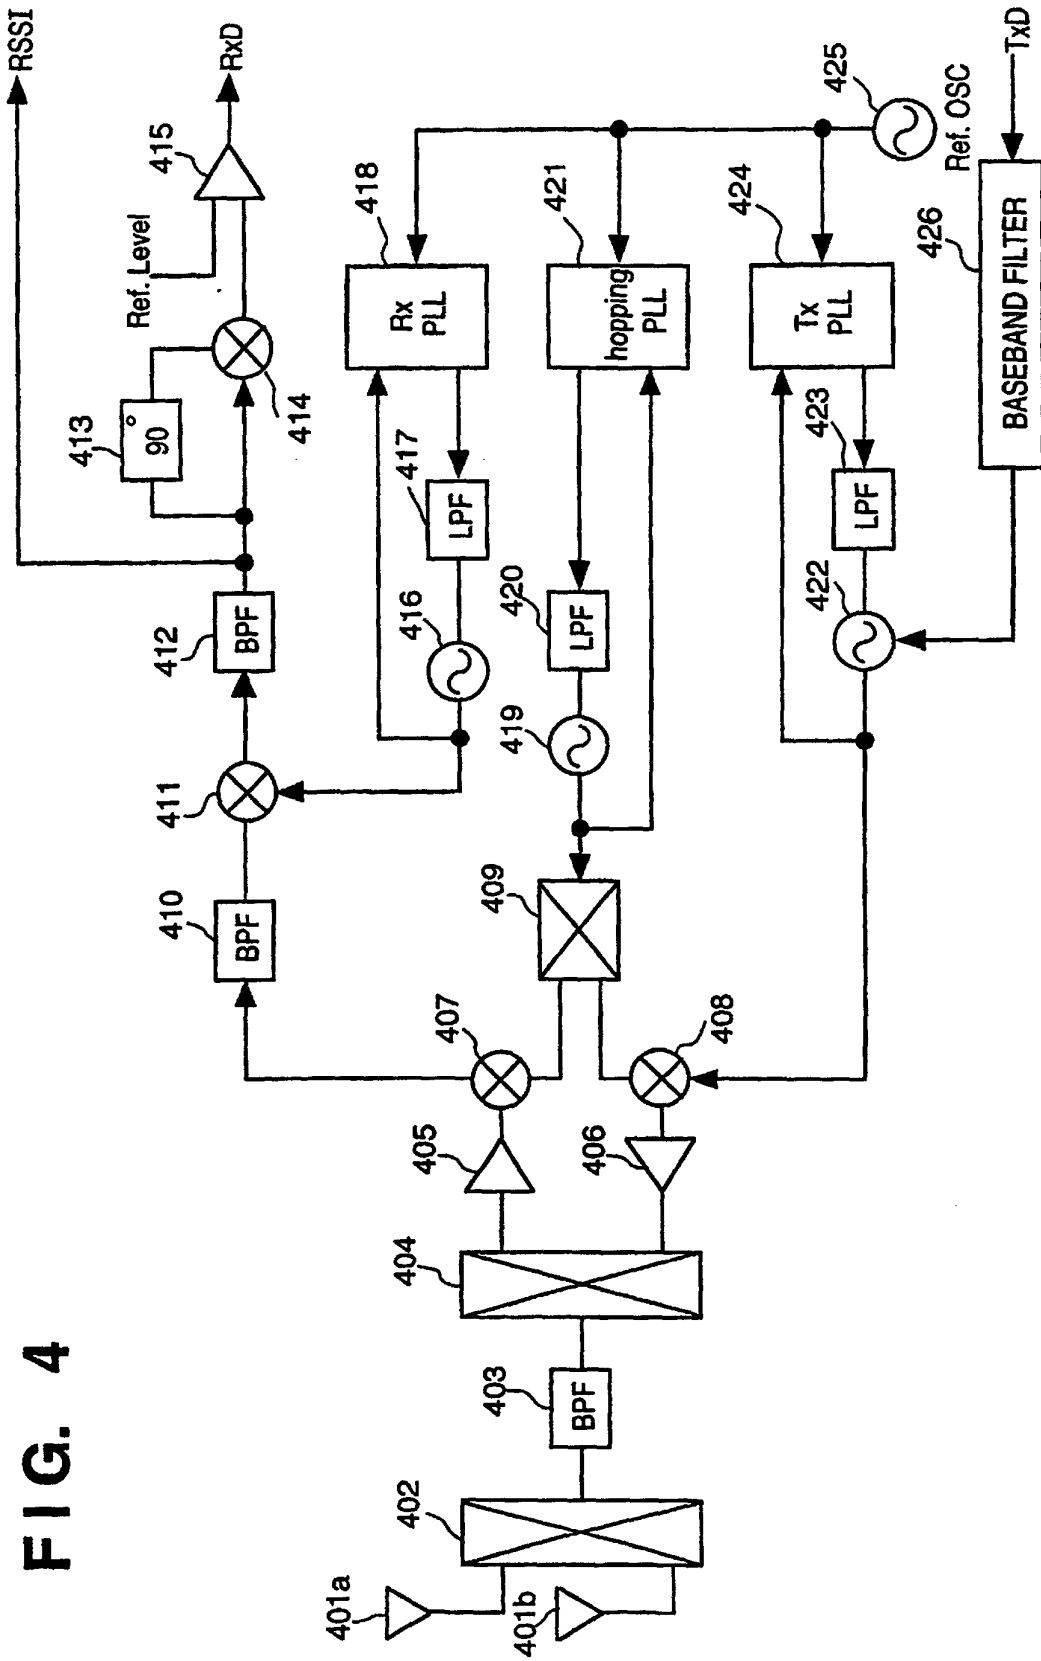 FIG. 4
RSSI
RxD
415
Ref. Level
413
90°
414
412
BPF
411
410
BPF
418
Rx
PLL
417
LPF
416
421
hopping
PLL
420
LPF
419
409
425
Ref. OSC
424
Tx
PLL
423
LPF
422
TxD
426
BASEBAND FILTER
407
408
405
406
404
403
BPF
402
401a
401b